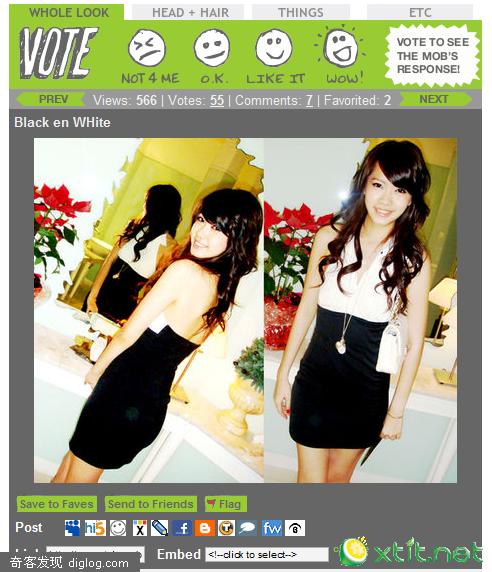 WHOLE LOOK HEAD + HAIR THINGS ETC
VOTE
NOT 4 ME O.K. LIKE IT WOW!
VOTE TO SEE
THE MOB'S
RESPONSE!
PREV Views: 566 | Votes: 55 | Comments: 7 | Favorited: 2 NEXT
Black en WHite
Save to Faves Send to Friends Flag
Post hi5 X f B t fw
Embed <!--click to select-->
xtit.net
奇客发现 diglog.com